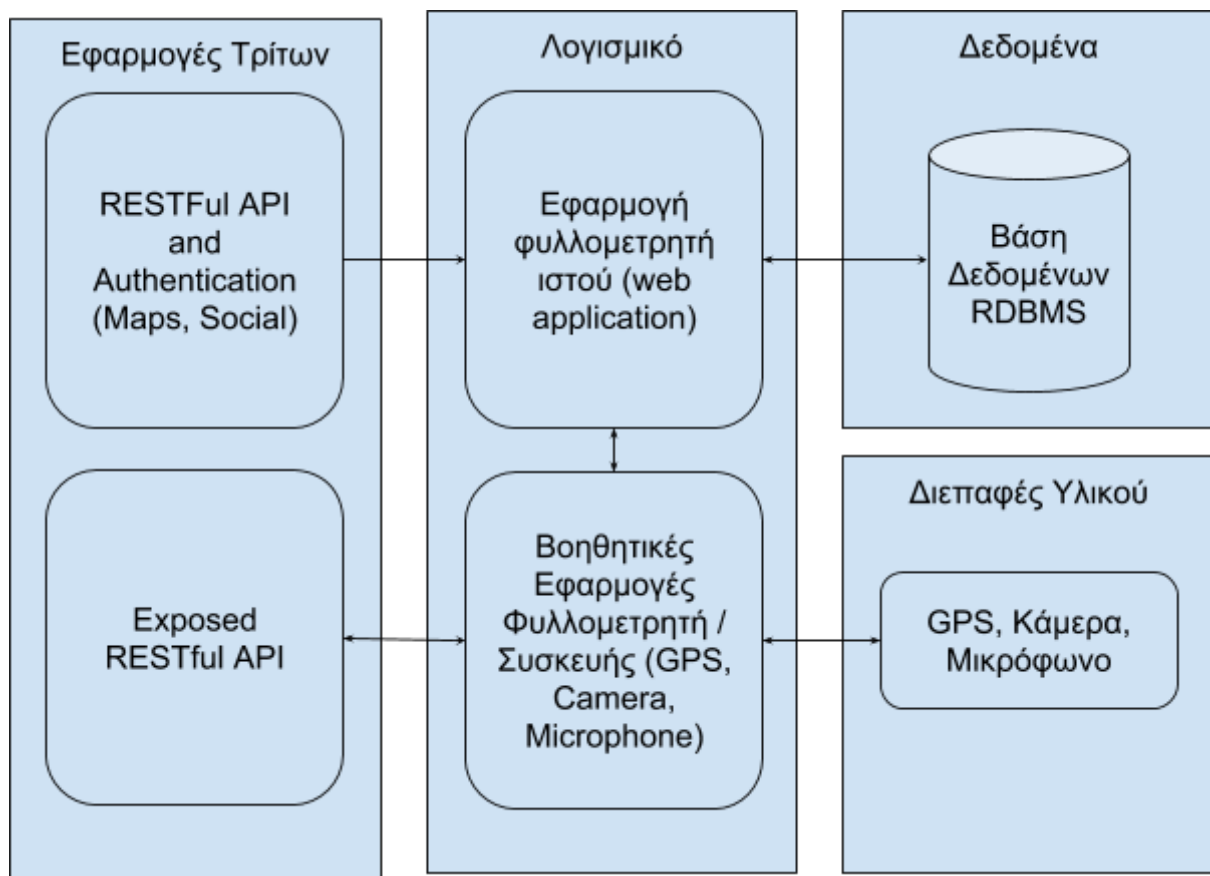 Εφαρμογές Τρίτων
RESTFul API
and
Authentication
(Maps, Social)
Exposed
RESTful API
Λογισμικό
Εφαρμογή
φυλλομετρητή
ιστού (web
application)
Βοηθητικές
Εφαρμογές
Φυλλομετρητή /
Συσκευής (GPS,
Camera,
Microphone)
Δεδομένα
Βάση
Δεδομένων
RDBMS
Διεπαφές Υλικού
GPS, Κάμερα,
Μικρόφωνο